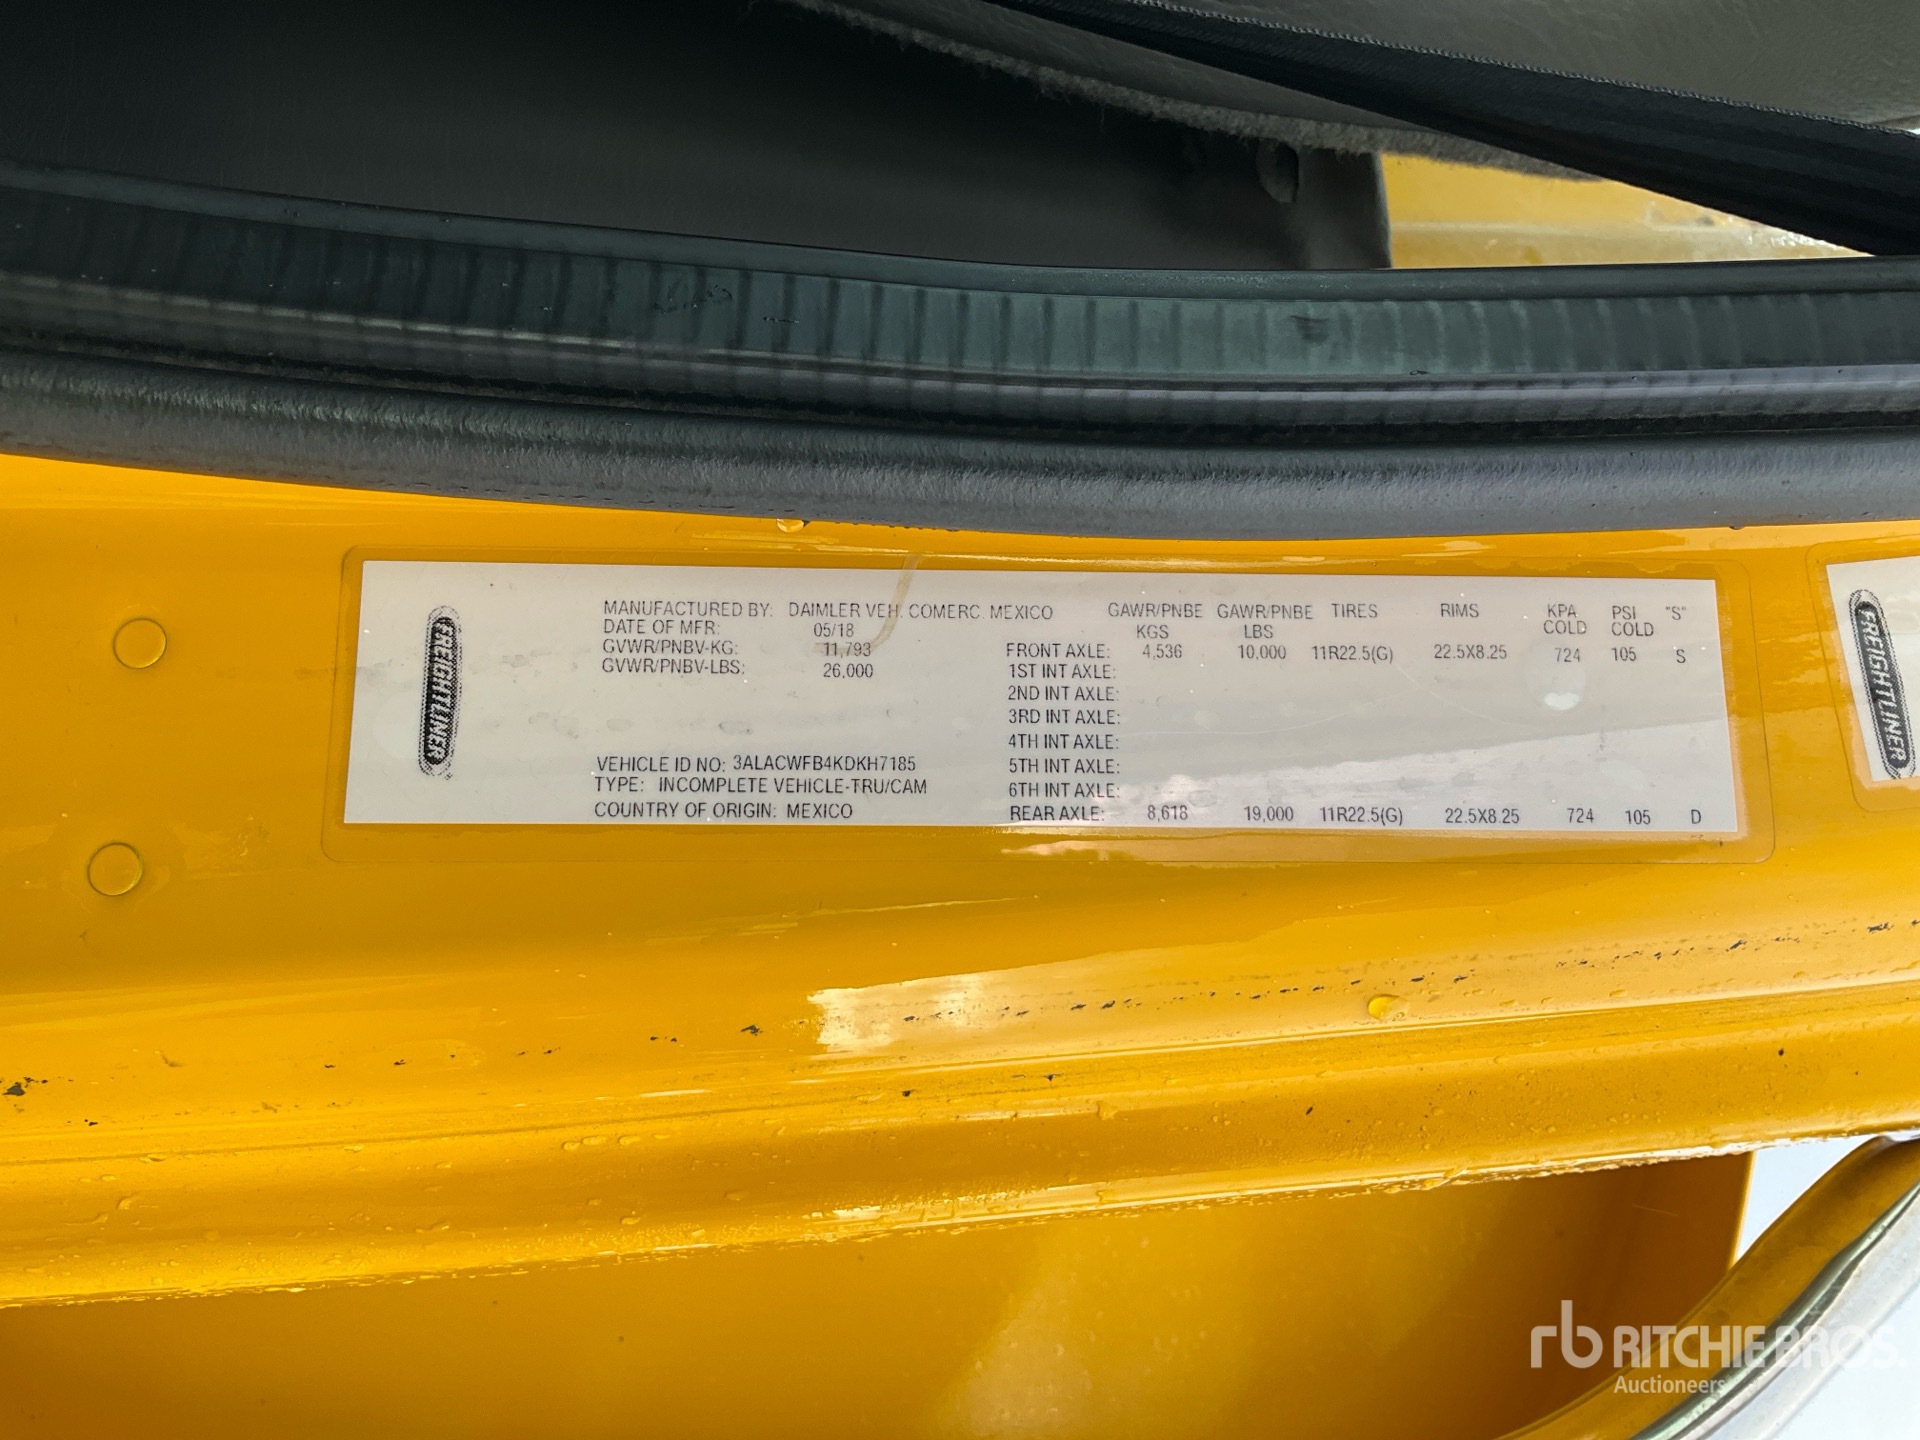 FREIGHTLINER
MANUFACTURED BY: DAIMLER VEH. COMERC. MEXICO
DATE OF MFR: 05/18
GVWR/PNBV-KG: 11,793
GVWR/PNBV-LBS: 26,000
VEHICLE ID NO: 3ALACWFB4KDKH7185
TYPE: INCOMPLETE VEHICLE-TRU/CAM
COUNTRY OF ORIGIN: MEXICO
GAWR/PNBE KGS GAWR/PNBE LBS TIRES RIMS KPA COLD PSI COLD "S"
FRONT AXLE: 4,536 10,000 11R22.5(G) 22.5X8.25 724 105 S
1ST INT AXLE:
2ND INT AXLE:
3RD INT AXLE:
4TH INT AXLE:
5TH INT AXLE:
6TH INT AXLE:
REAR AXLE: 8,618 19,000 11R22.5(G) 22.5X8.25 724 105 D
FREIGHTLINER
rb RITCHIE BROS.
Auctioneers